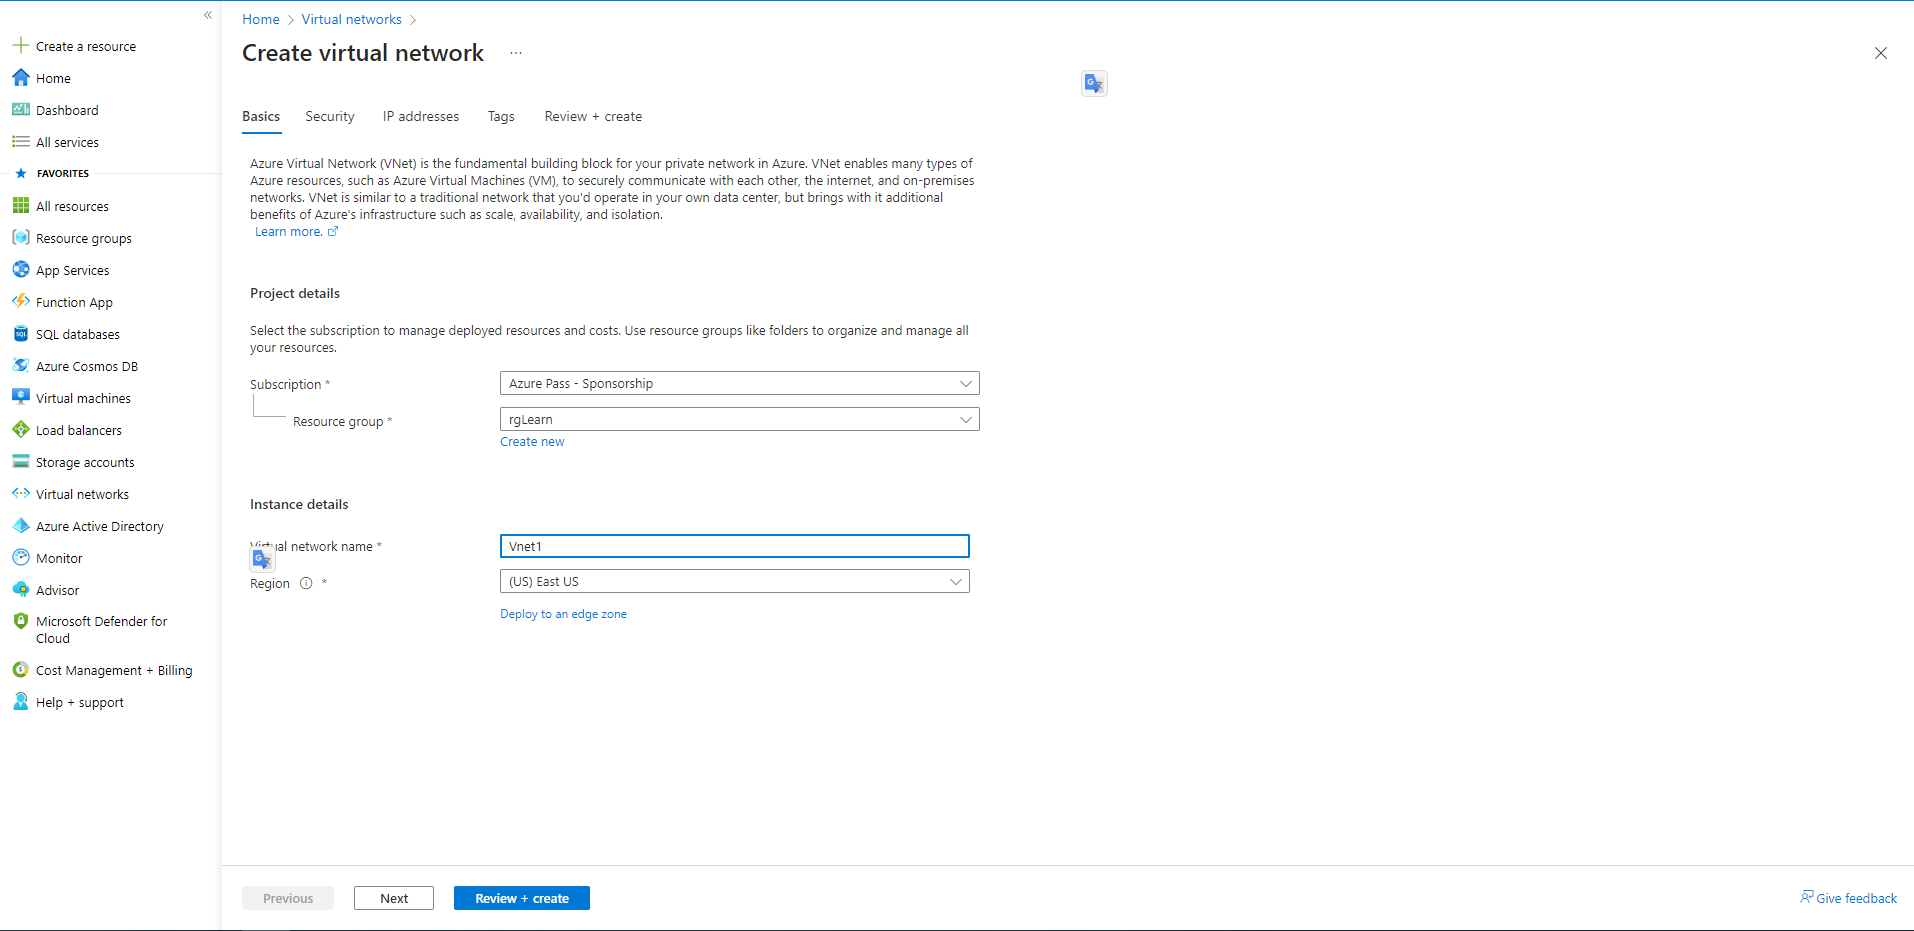 Create a resource
Home
Dashboard
All services
FAVORITES
All resources
Resource groups
App Services
Function App
SQL databases
Azure Cosmos DB
Virtual machines
Load balancers
Storage accounts
Virtual networks
Azure Active Directory
Monitor
Advisor
Microsoft Defender for
Cloud
Cost Management + Billing
Help + support
Home > Virtual networks >
Create virtual network ...
Basics Security IP addresses Tags Review + create
Azure Virtual Network (VNet) is the fundamental building block for your private network in Azure. VNet enables many types of
Azure resources, such as Azure Virtual Machines (VM), to securely communicate with each other, the internet, and on-premises
networks. VNet is similar to a traditional network that you'd operate in your own data center, but brings with it additional
benefits of Azure's infrastructure such as scale, availability, and isolation.
Learn more.
Project details
Select the subscription to manage deployed resources and costs. Use resource groups like folders to organize and manage all
your resources.
Subscription * Azure Pass - Sponsorship
Resource group * rgLearn
Create new
Instance details
Virtual network name * Vnet1
Region * (US) East US
Deploy to an edge zone
Previous Next Review + create Give feedback